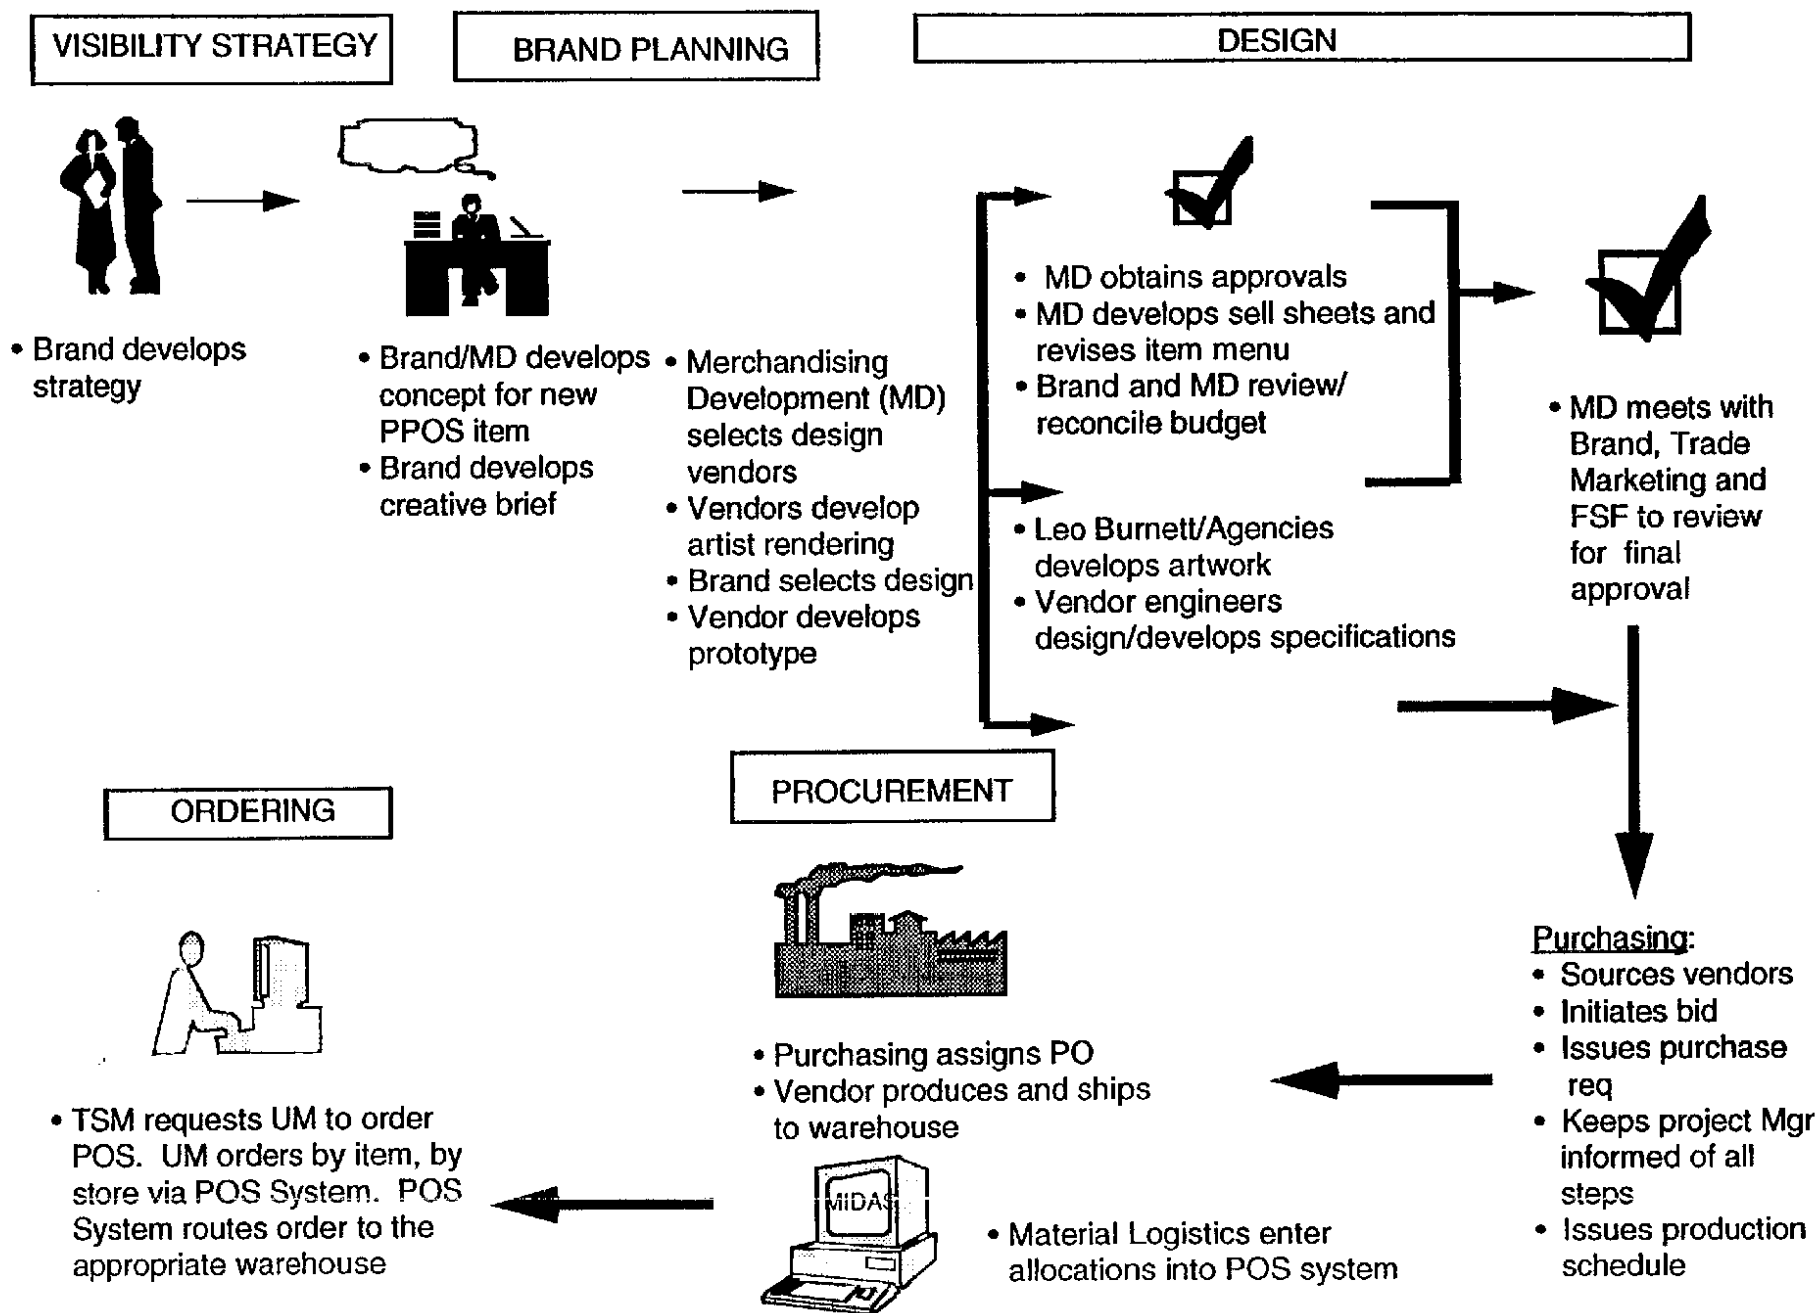 VISIBILITY STRATEGY
BRAND PLANNING
DESIGN
• Brand develops
strategy
• Brand/MD develops
concept for new
PPOS item
• Brand develops
creative brief
• Merchandising
Development (MD)
selects design
vendors
• Vendors develop
artist rendering
• Brand selects design
• Vendor develops
prototype
• MD obtains approvals
• MD develops sell sheets and
revises item menu
• Brand and MD review/
reconcile budget
• Leo Burnett/Agencies
develops artwork
• Vendor engineers
design/develops specifications
• MD meets with
Brand, Trade
Marketing and
FSF to review
for final
approval
Purchasing:
• Sources vendors
• Initiates bid
• Issues purchase
req
• Keeps project Mgr
informed of all
steps
• Issues production
schedule
PROCUREMENT
• Purchasing assigns PO
• Vendor produces and ships
to warehouse
MIDAS
• Material Logistics enter
allocations into POS system
ORDERING
• TSM requests UM to order
POS. UM orders by item, by
store via POS System. POS
System routes order to the
appropriate warehouse